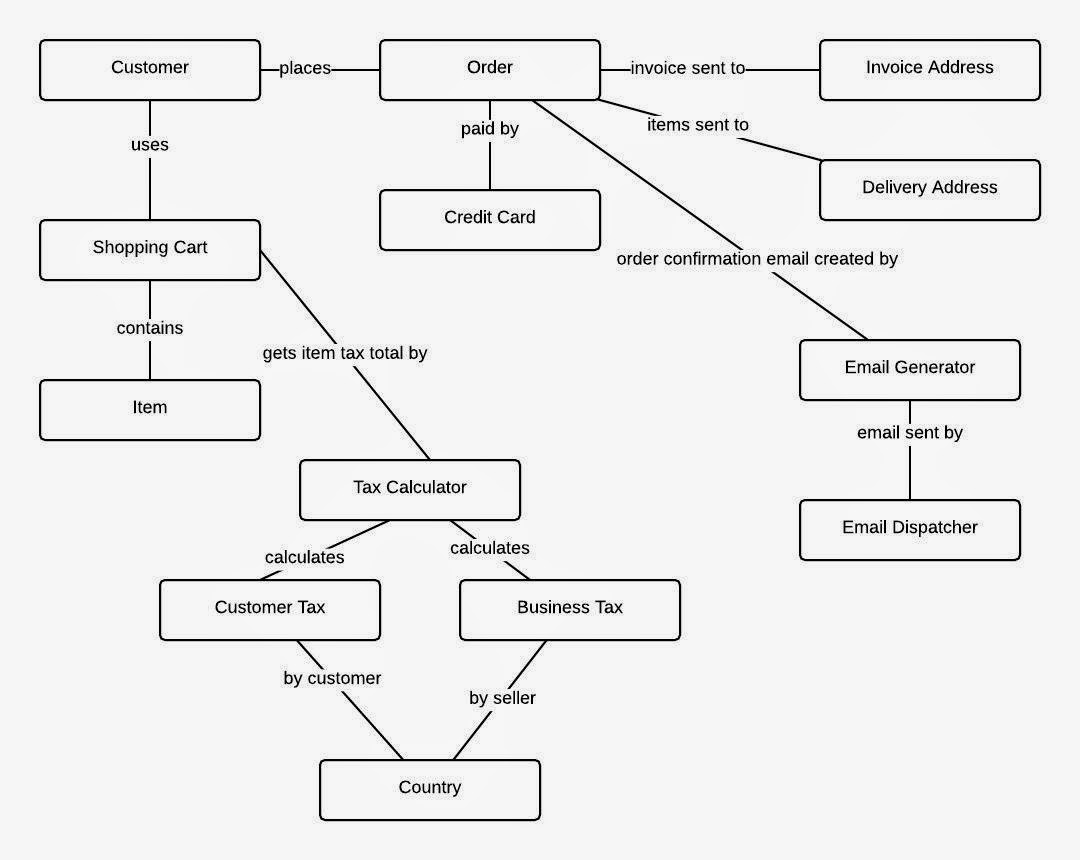 Customer
places
Order
invoice sent to
Invoice Address
uses
paid by
items sent to
Delivery Address
Shopping Cart
Credit Card
order confirmation email created by
contains
gets item tax total by
Email Generator
Item
email sent by
Tax Calculator
Email Dispatcher
calculates
calculates
Customer Tax
Business Tax
by customer
by seller
Country